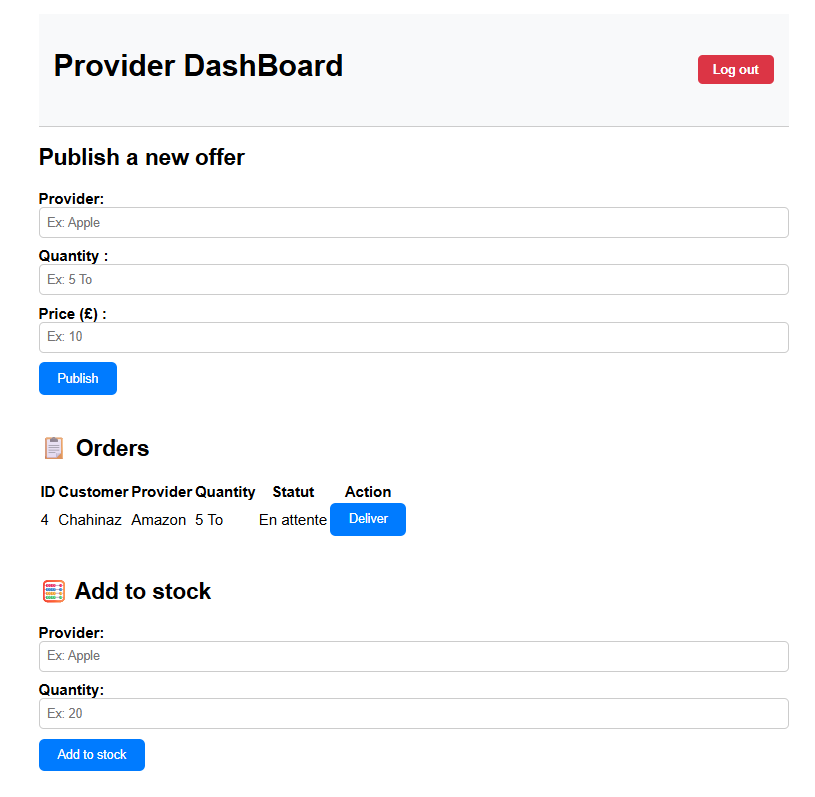 Provider DashBoard
Log out
Publish a new offer
Provider:
Ex: Apple
Quantity :
Ex: 5 To
Price (£) :
Ex: 10
Publish
Orders
ID Customer Provider Quantity Statut Action
4 Chahinaz Amazon 5 To En attente Deliver
Add to stock
Provider:
Ex: Apple
Quantity:
Ex: 20
Add to stock